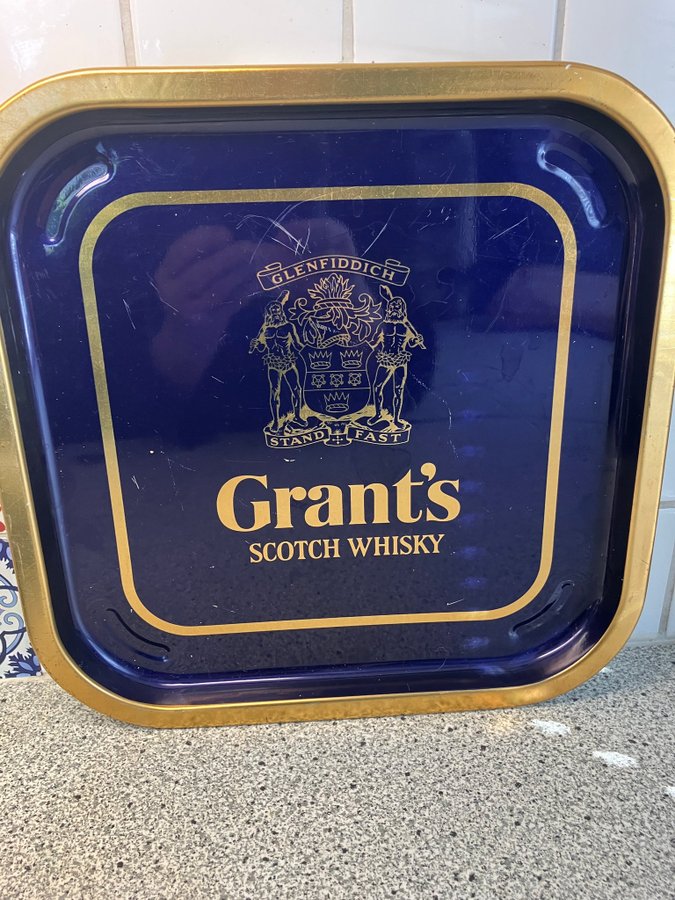 GLENFIDDICH
STAND FAST
Grant's
SCOTCH WHISKY